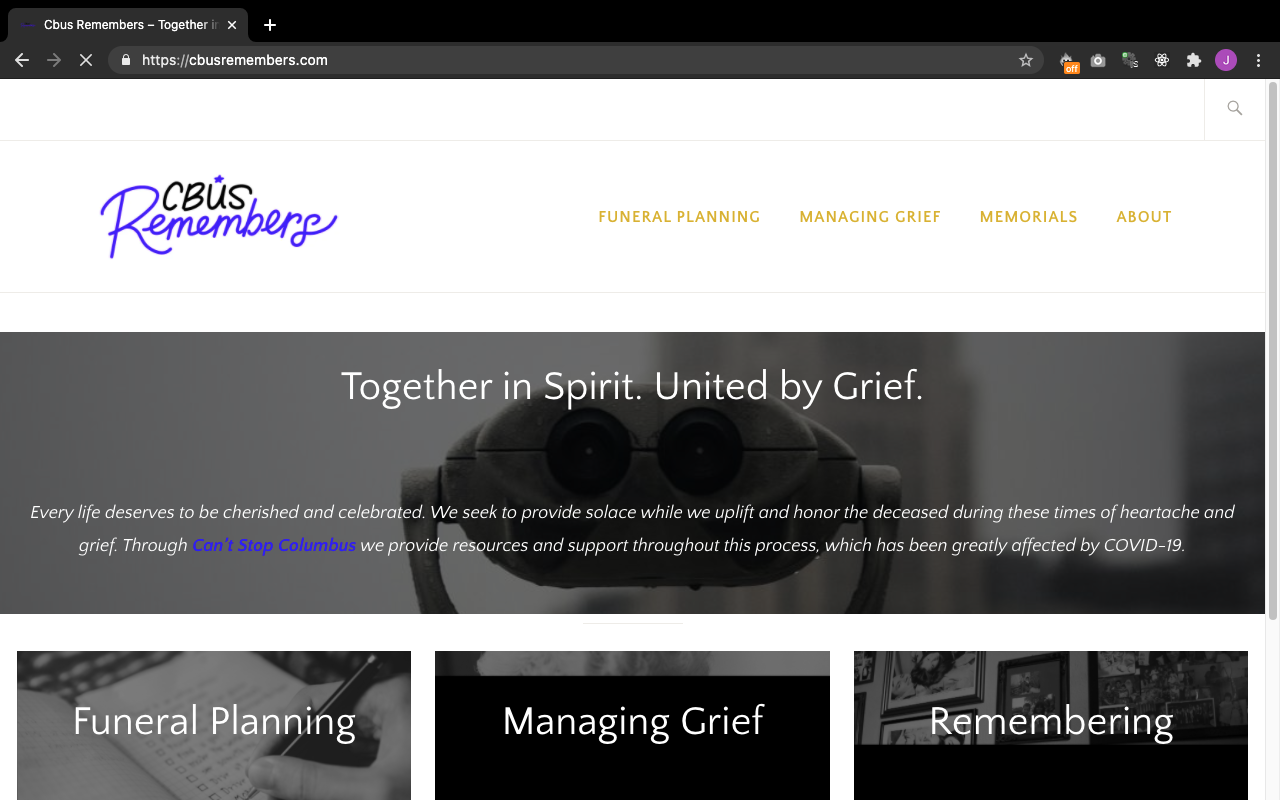 Cbus Remembers – Together in
https://cbusremembers.com
off
J
CBUS
Remembers
FUNERAL PLANNING MANAGING GRIEF MEMORIALS ABOUT
Together in Spirit. United by Grief.
Every life deserves to be cherished and celebrated. We seek to provide solace while we uplift and honor the deceased during these times of heartache and
grief. Through Can't Stop Columbus we provide resources and support throughout this process, which has been greatly affected by COVID-19.
Funeral Planning
Managing Grief
Remembering